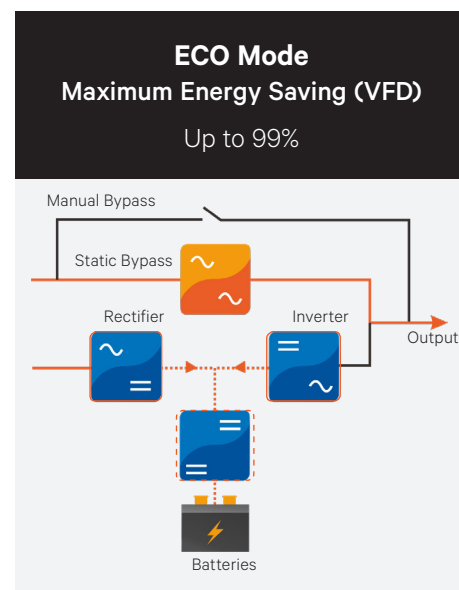 ECO Mode
Maximum Energy Saving (VFD)
Up to 99%
Manual Bypass
Static Bypass
Rectifier
Inverter
Output
Batteries